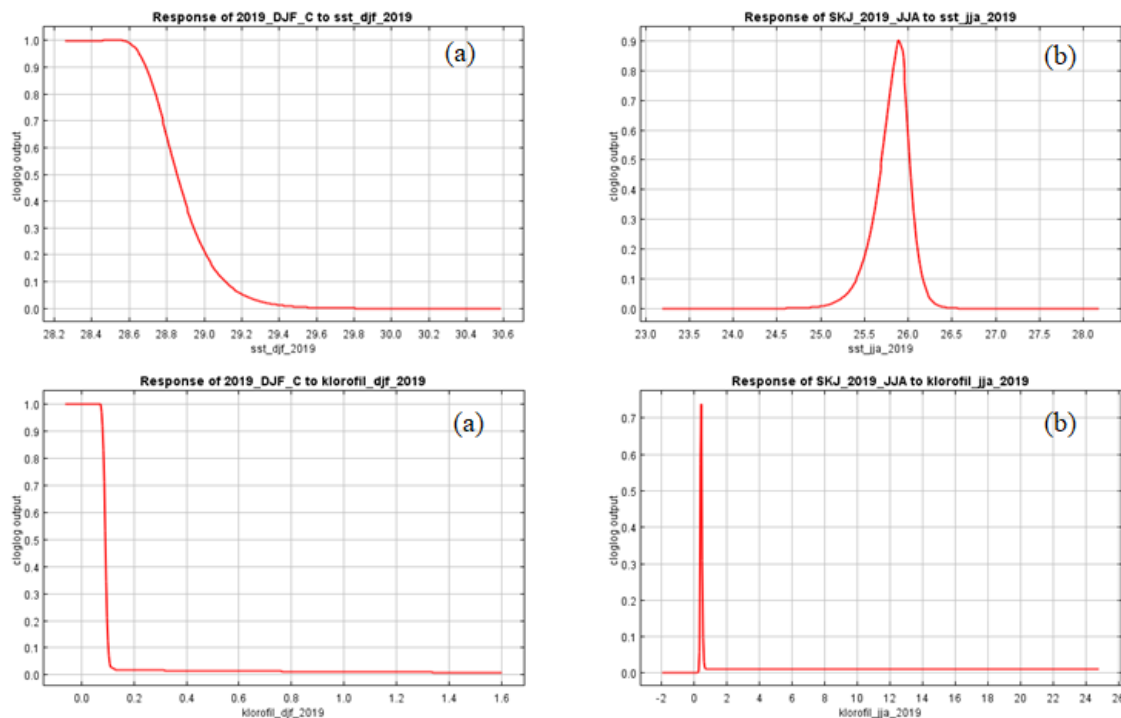 Response of 2019_DJF_C to sst_djf_2019
(a)
cloglog output
1.0
0.9
0.8
0.7
0.6
0.5
0.4
0.3
0.2
0.1
0.0
28.2 28.4 28.6 28.8 29.0 29.2 29.4 29.6 29.8 30.0 30.2 30.4 30.6
sst_djf_2019
Response of SKJ_2019_JJA to sst_jja_2019
(b)
cloglog output
0.9
0.8
0.7
0.6
0.5
0.4
0.3
0.2
0.1
0.0
23.0 23.5 24.0 24.5 25.0 25.5 26.0 26.5 27.0 27.5 28.0
sst_jja_2019
Response of 2019_DJF_C to klorofil_djf_2019
(a)
cloglog output
1.0
0.9
0.8
0.7
0.6
0.5
0.4
0.3
0.2
0.1
0.0
0.0 0.2 0.4 0.6 0.8 1.0 1.2 1.4 1.6
klorofil_djf_2019
Response of SKJ_2019_JJA to klorofil_jja_2019
(b)
cloglog output
0.7
0.6
0.5
0.4
0.3
0.2
0.1
0.0
-2 0 2 4 6 8 10 12 14 16 18 20 22 24 26
klorofil_jja_2019